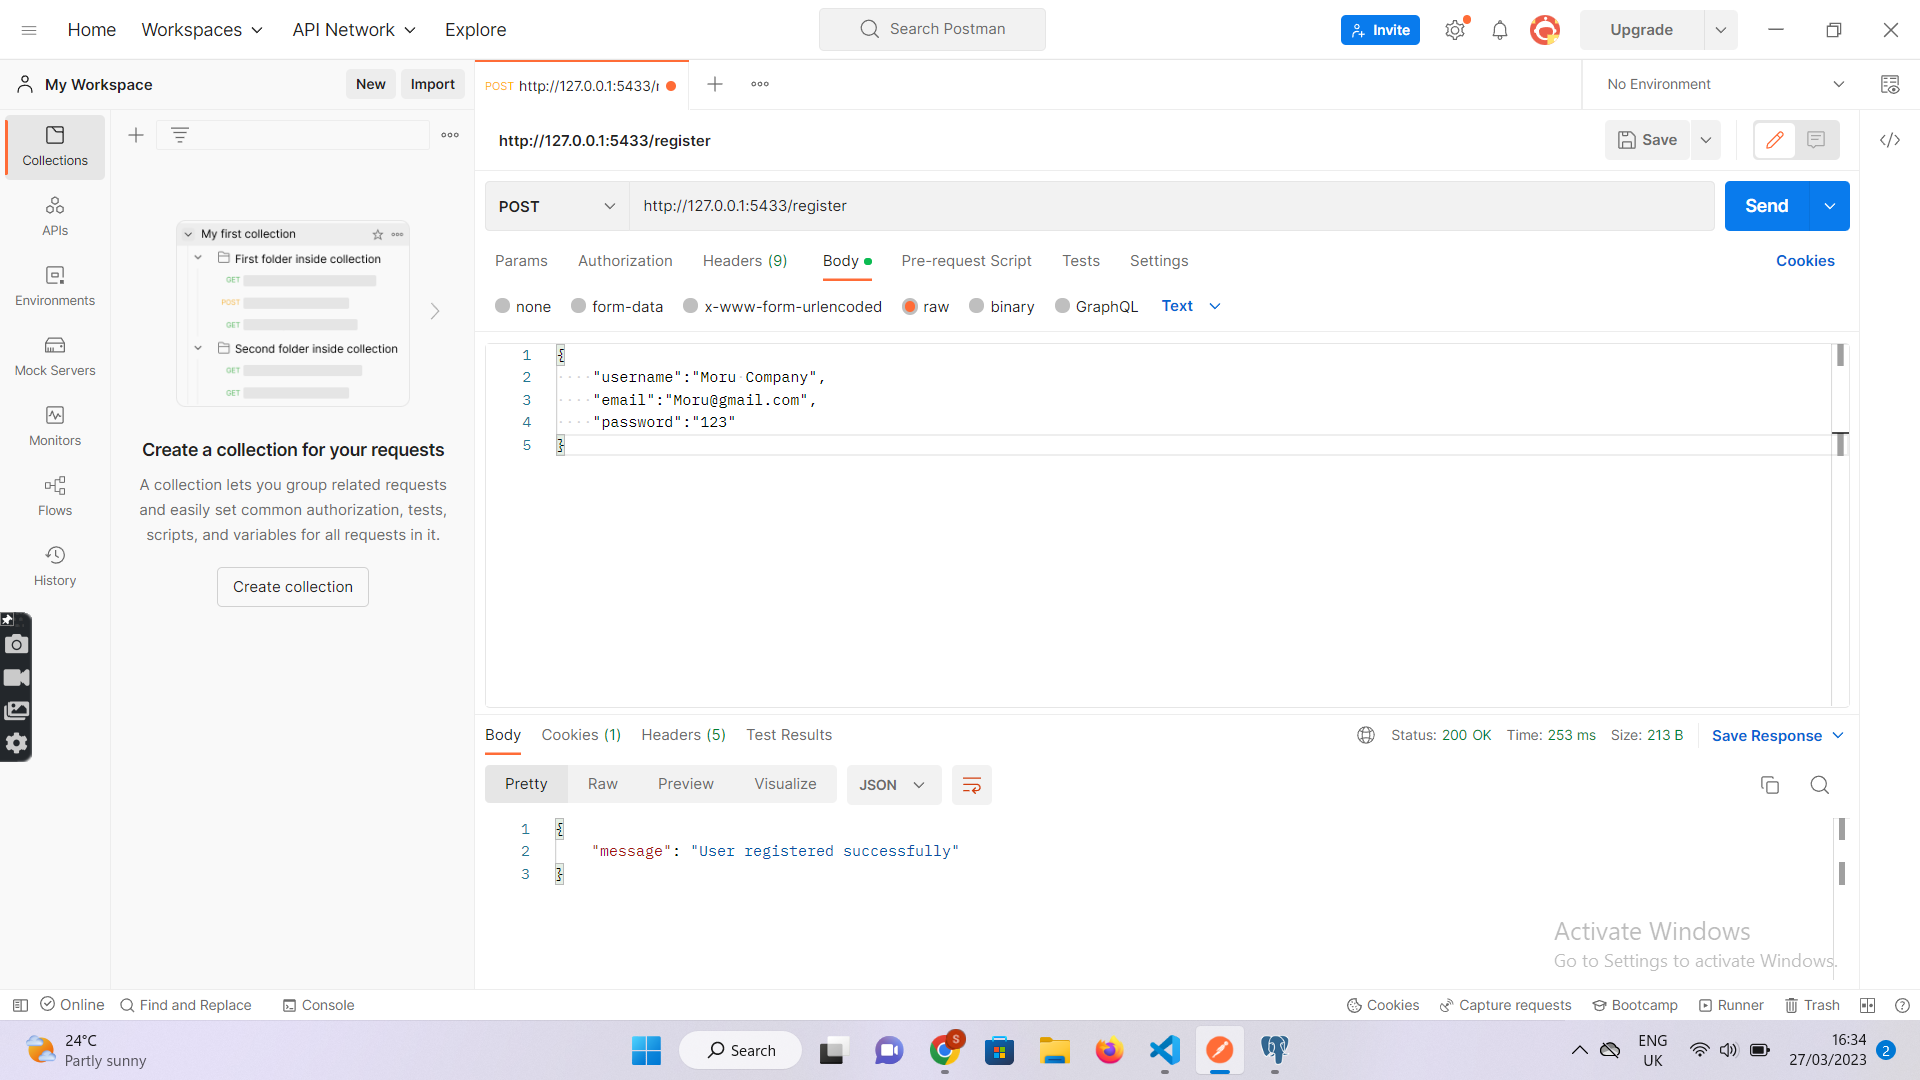 Home
Workspaces
API Network
Explore
Search Postman
Invite
Upgrade
My Workspace
New
Import
POST http://127.0.0.1:5433/r
No Environment
Collections
APIs
Environments
Mock Servers
Monitors
Flows
History
My first collection
First folder inside collection
GET
POST
GET
Second folder inside collection
GET
GET
Create a collection for your requests
A collection lets you group related requests
and easily set common authorization, tests,
scripts, and variables for all requests in it.
Create collection
http://127.0.0.1:5433/register
Save
POST
http://127.0.0.1:5433/register
Send
Params
Authorization
Headers (9)
Body
Pre-request Script
Tests
Settings
Cookies
none
form-data
x-www-form-urlencoded
raw
binary
GraphQL
Text
1 {
2 "username":"Moru Company",
3 "email":"Moru@gmail.com",
4 "password":"123"
5 }
Body
Cookies (1)
Headers (5)
Test Results
Status: 200 OK
Time: 253 ms
Size: 213 B
Save Response
Pretty
Raw
Preview
Visualize
JSON
1 {
2 "message": "User registered successfully"
3 }
Activate Windows
Go to Settings to activate Windows.
Online
Find and Replace
Console
Cookies
Capture requests
Bootcamp
Runner
Trash
24°C
Partly sunny
Search
S
ENG
UK
16:34
27/03/2023
2